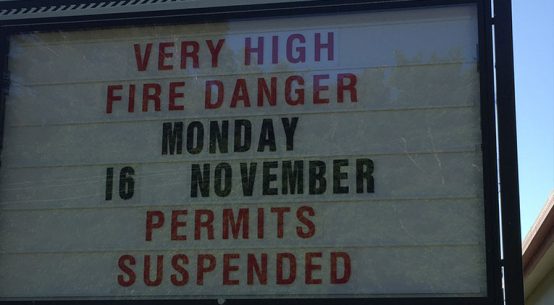 VERY HIGH
FIRE DANGER
MONDAY
16 NOVEMBER
PERMITS
SUSPENDED